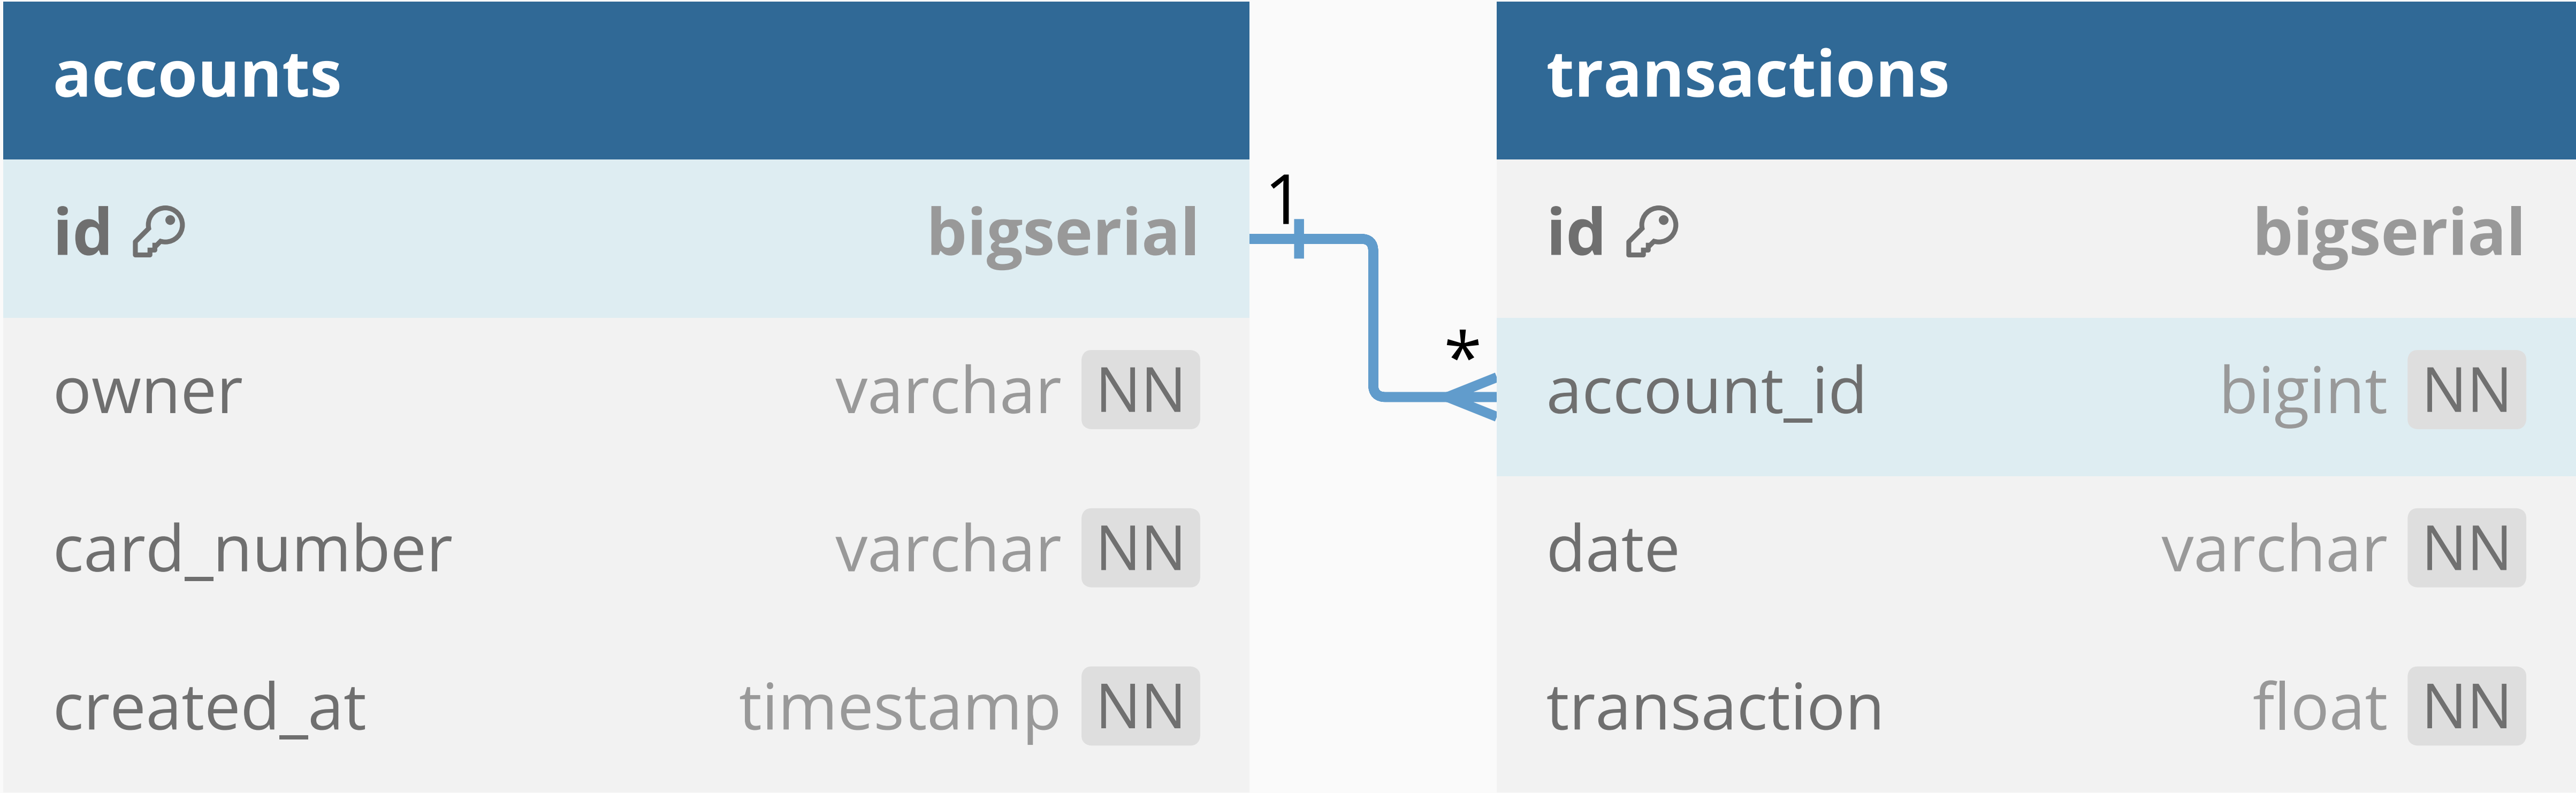 accounts
id bigserial
owner varchar NN
card_number varchar NN
created_at timestamp NN
1
*
transactions
id bigserial
account_id bigint NN
date varchar NN
transaction float NN